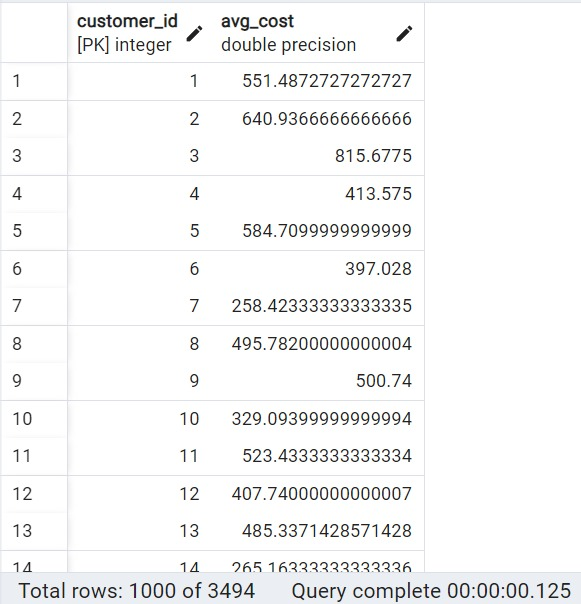 customer_id avg_cost
[PK] integer double precision
1 1 551.4872727272727
2 2 640.9366666666666
3 3 815.6775
4 4 413.575
5 5 584.7099999999999
6 6 397.028
7 7 258.42333333333335
8 8 495.78200000000004
9 9 500.74
10 10 329.09399999999994
11 11 523.4333333333334
12 12 407.74000000000007
13 13 485.3371428571428
14 14 265.16333333333336
Total rows: 1000 of 3494 Query complete 00:00:00.125